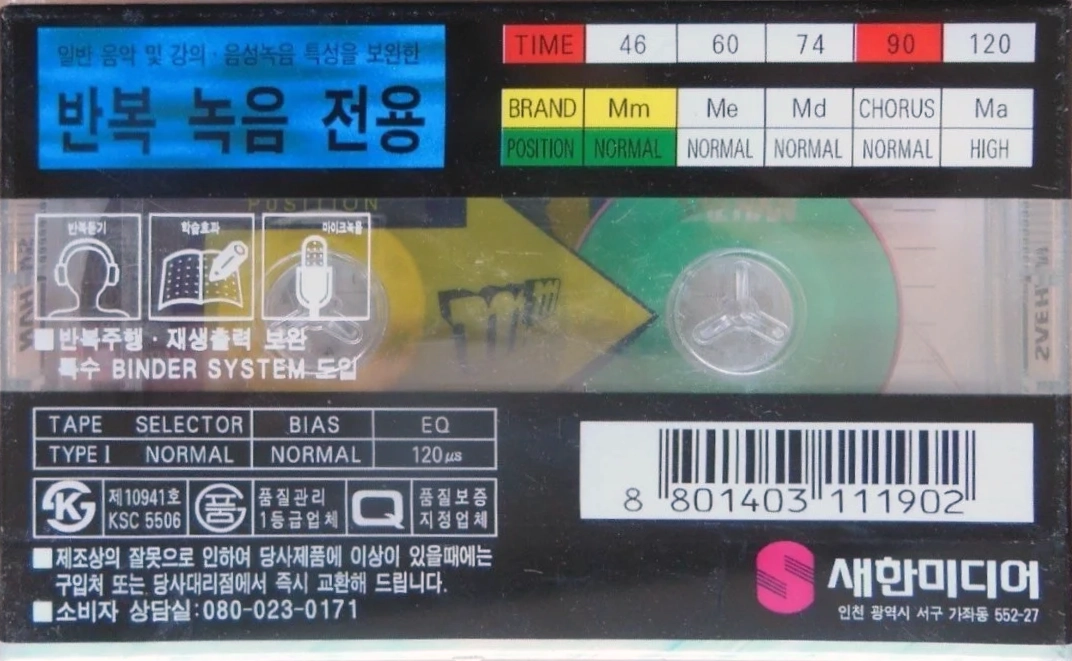 일반 음악 및 강의·음성녹음 특성을 보완한
반복 녹음 전용
TIME 46 60 74 90 120
BRAND Mm Me Md CHORUS Ma
POSITION NORMAL NORMAL NORMAL NORMAL HIGH
POSITION
반복듣기 학습효과 마이크녹음
Mm
■ 반복주행·재생출력 보완
특수 BINDER SYSTEM 도입
TAPE SELECTOR BIAS EQ
TYPE I NORMAL NORMAL 120μs
제10941호 품질관리 품질보증
KSC 5506 품 1등급업체 Q 지정업체
■제조상의 잘못으로 인하여 당사제품에 이상이 있을때에는
구입처 또는 당사대리점에서 즉시 교환해 드립니다.
■소비자 상담실:080-023-0171
8 801403 111902
새한미디어
인천 광역시 서구 가좌동 552-27